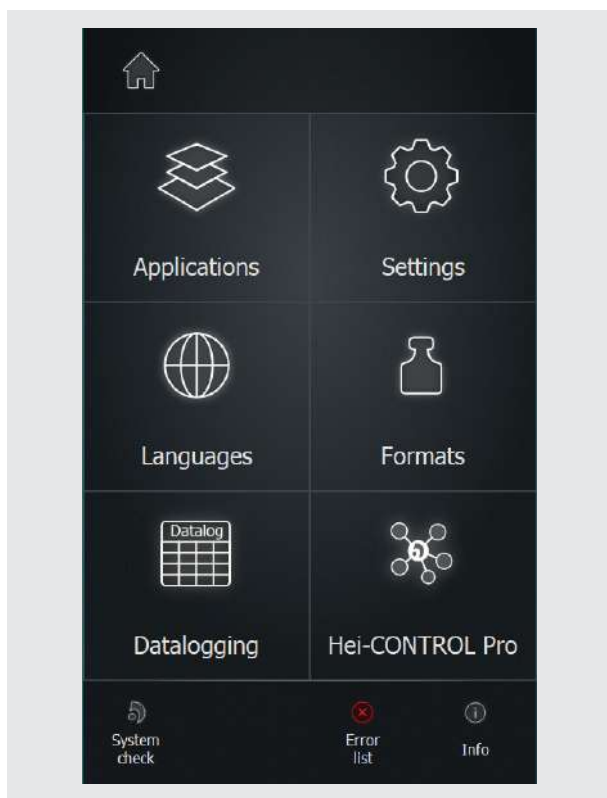 Applications
Settings
Languages
Formats
Datalog
Datalogging
Hei-CONTROL Pro
System
check
Error
list
Info